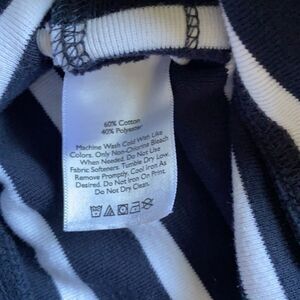 60% Cotton
40% Polyester
Machine Wash Cold With Like
Colors. Only Non-Chlorine Bleach
When Needed. Do Not Use
Fabric Softeners. Tumble Dry Low.
Remove Promptly. Cool Iron As
Desired. Do Not Iron On Print.
Do Not Dry Clean.